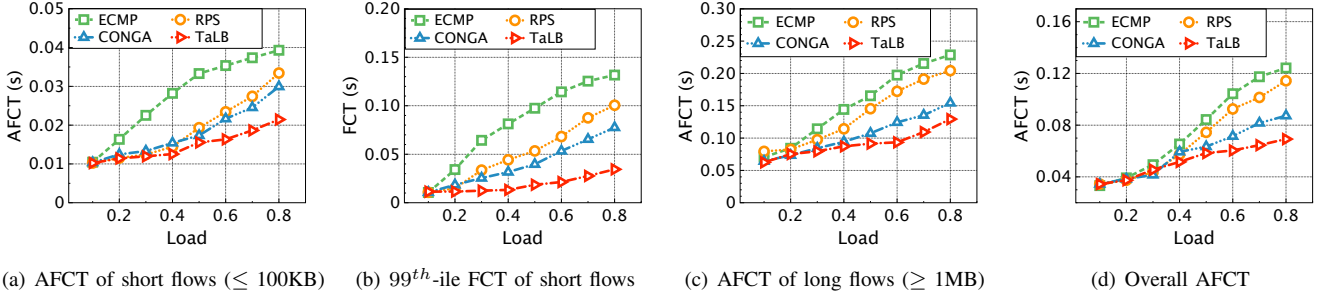 AFCT (s)
0.05
0.04
0.03
0.02
0.01
0
ECMP
RPS
CONGA
TaLB
0.2 0.4 0.6 0.8
Load
(a) AFCT of short flows (≤ 100KB)
FCT (s)
0.20
0.15
0.10
0.05
0
ECMP
RPS
CONGA
TaLB
0.2 0.4 0.6 0.8
Load
(b) 99th-ile FCT of short flows
AFCT (s)
0.30
0.25
0.20
0.15
0.10
0.05
0
ECMP
RPS
CONGA
TaLB
0.2 0.4 0.6 0.8
Load
(c) AFCT of long flows (≥ 1MB)
AFCT (s)
0.16
0.12
0.08
0.04
ECMP
RPS
CONGA
TaLB
0.2 0.4 0.6 0.8
Load
(d) Overall AFCT